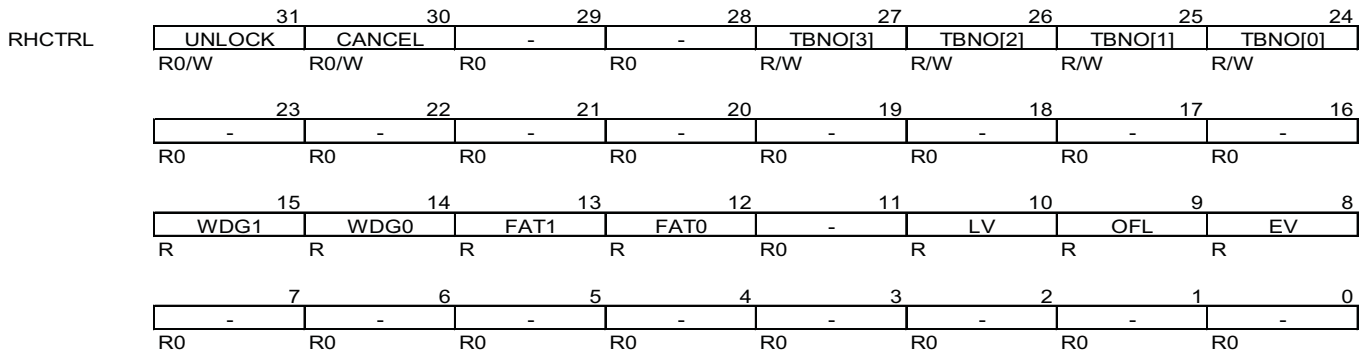 31 30 29 28 27 26 25 24
RHCTRL UNLOCK CANCEL - - TBNO[3] TBNO[2] TBNO[1] TBNO[0]
R0/W R0/W R0 R0 R/W R/W R/W R/W
23 22 21 20 19 18 17 16
- - - - - - - -
R0 R0 R0 R0 R0 R0 R0 R0
15 14 13 12 11 10 9 8
WDG1 WDG0 FAT1 FAT0 - LV OFL EV
R R R R R0 R R R
7 6 5 4 3 2 1 0
- - - - - - - -
R0 R0 R0 R0 R0 R0 R0 R0